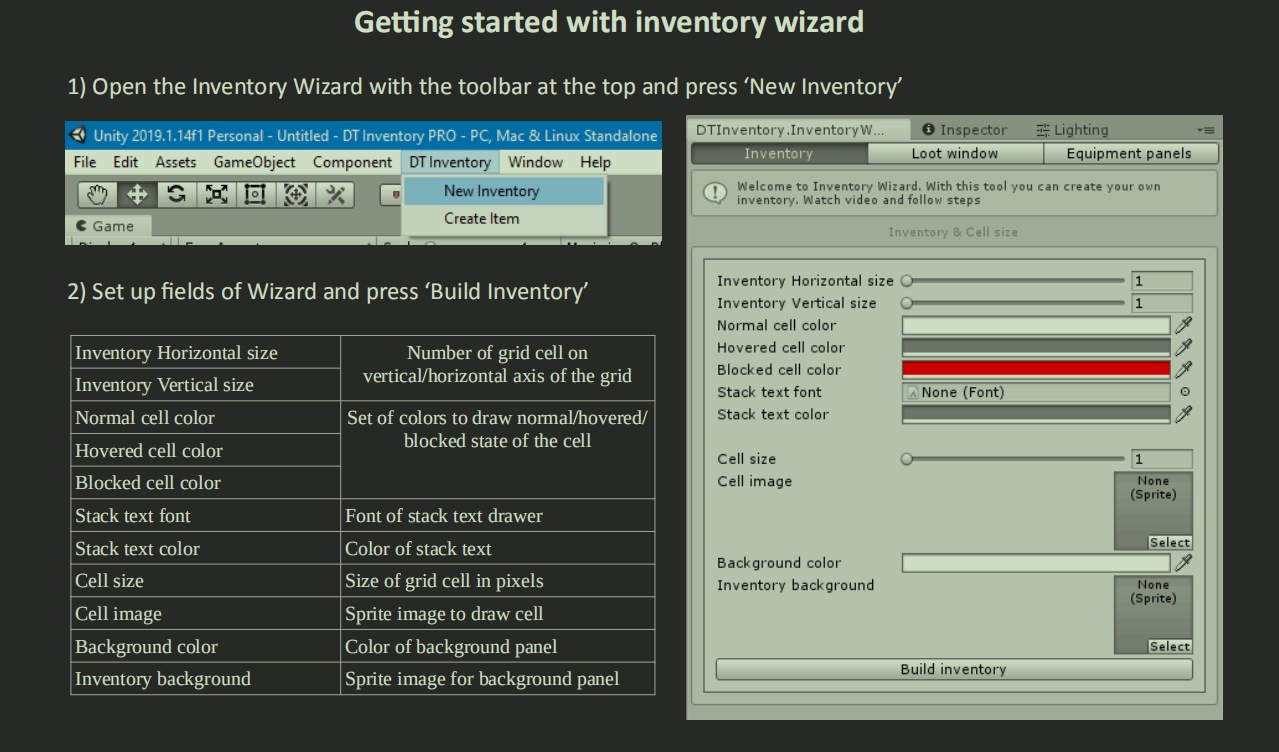 Getting started with inventory wizard
1) Open the Inventory Wizard with the toolbar at the top and press ‘New Inventory’
Unity 2019.1.14f1 Personal - Untitled - DT Inventory PRO - PC, Mac & Linux Standalone
File Edit Assets GameObject Component DT Inventory Window Help
New Inventory
Create Item
Game
2) Set up fields of Wizard and press ‘Build Inventory’
Inventory Horizontal size
Inventory Vertical size
Number of grid cell on
vertical/horizontal axis of the grid
Normal cell color
Hovered cell color
Blocked cell color
Set of colors to draw normal/hovered/
blocked state of the cell
Stack text font Font of stack text drawer
Stack text color Color of stack text
Cell size Size of grid cell in pixels
Cell image Sprite image to draw cell
Background color Color of background panel
Inventory background Sprite image for background panel
DTInventory.InventoryW... Inspector Lighting
Inventory Loot window Equipment panels
Welcome to Inventory Wizard. With this tool you can create your own
inventory. Watch video and follow steps
Inventory & Cell size
Inventory Horizontal size 1
Inventory Vertical size 1
Normal cell color
Hovered cell color
Blocked cell color
Stack text font None (Font)
Stack text color
Cell size 1
Cell image None
(Sprite)
Select
Background color
Inventory background None
(Sprite)
Select
Build inventory